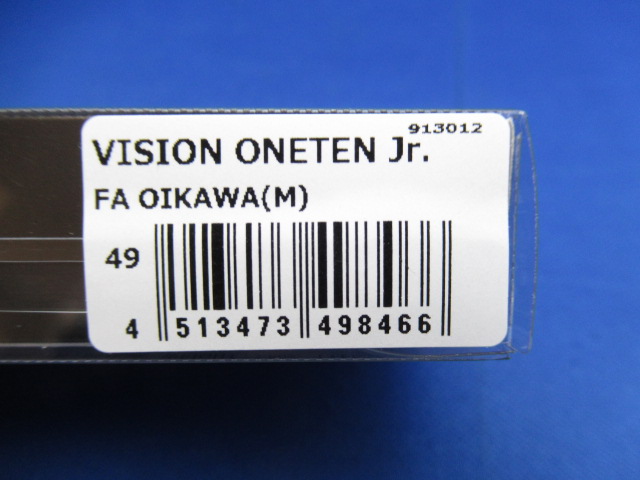 913012
VISION ONETEN Jr.
FA OIKAWA(M)
49
4 513473 498466